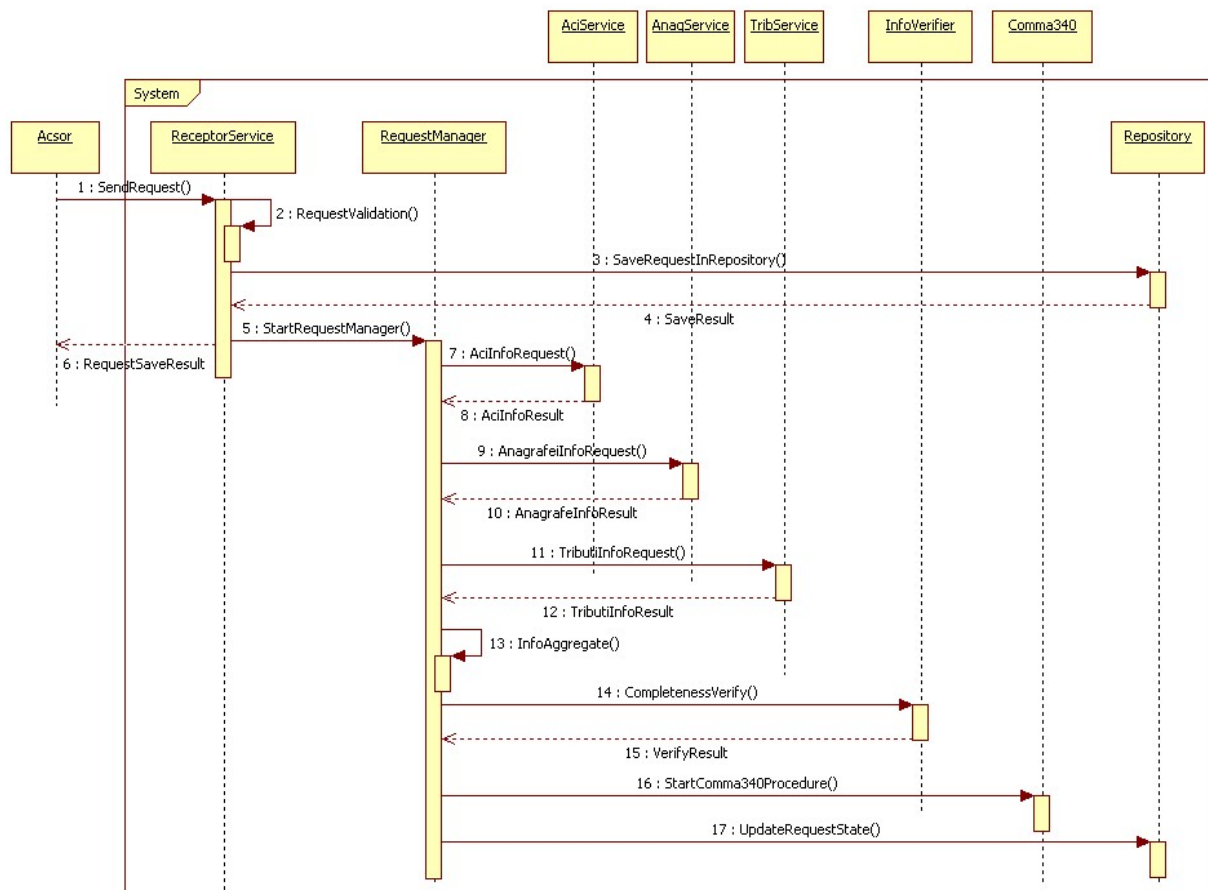 AciService
AnagService
TribService
InfoVerifier
Comma340
System
Acsor
ReceptorService
RequestManager
Repository
1 : SendRequest()
2 : RequestValidation()
3 : SaveRequestInRepository()
4 : SaveResult
5 : StartRequestManager()
6 : RequestSaveResult
7 : AciInfoRequest()
8 : AciInfoResult
9 : AnagrafeiInfoRequest()
10 : AnagrafeInfoResult
11 : TributiInfoRequest()
12 : TributiInfoResult
13 : InfoAggregate()
14 : CompletenessVerify()
15 : VerifyResult
16 : StartComma340Procedure()
17 : UpdateRequestState()